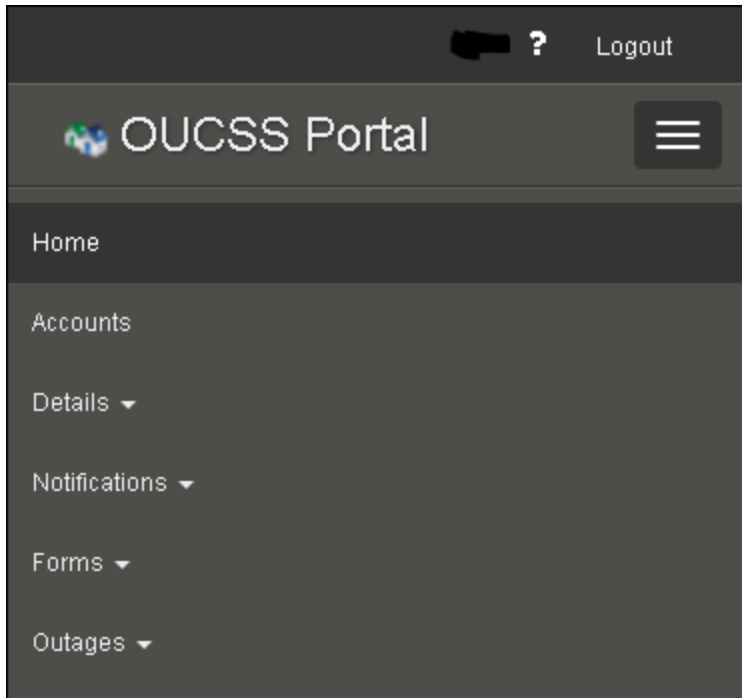 ? Logout
OUCSS Portal
Home
Accounts
Details
Notifications
Forms
Outages